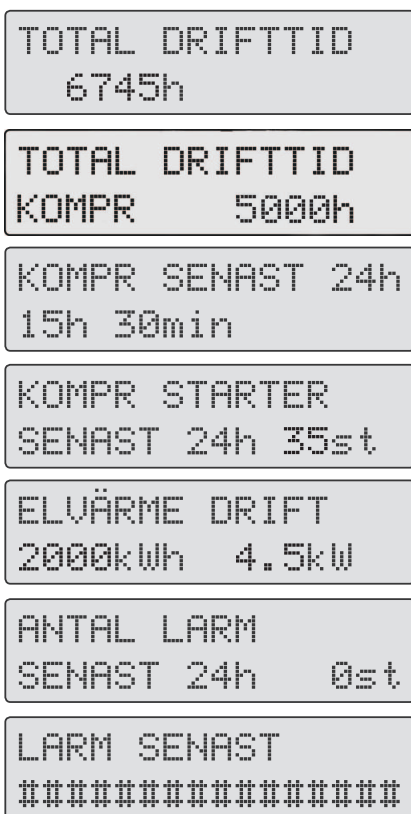 TOTAL DRIFTTID
6745h
TOTAL DRIFTTID
KOMPR 5000h
KOMPR SENAST 24h
15h 30min
KOMPR STARTER
SENAST 24h 35st
ELVÄRME DRIFT
2000kWh 4.5kW
ANTAL LARM
SENAST 24h 0st
LARM SENAST
################